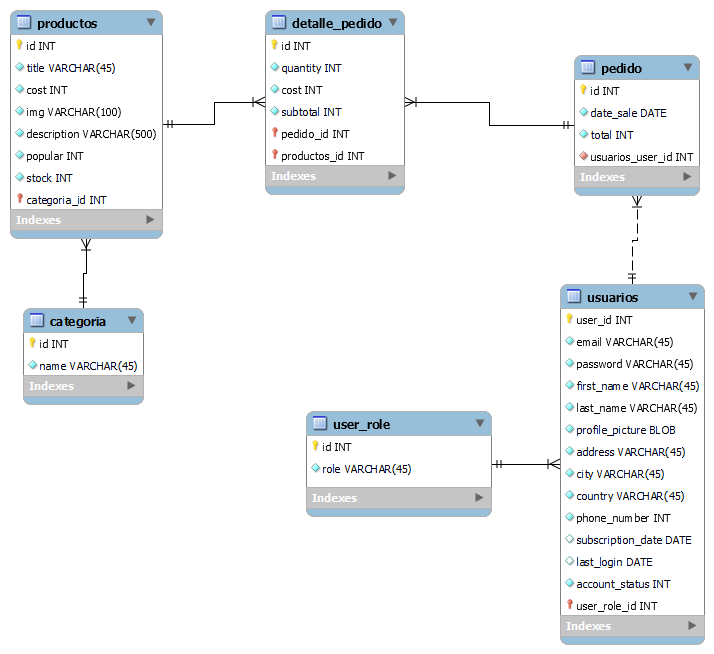 productos
id INT
title VARCHAR(45)
cost INT
img VARCHAR(100)
description VARCHAR(500)
popular INT
stock INT
categoria_id INT
Indexes
detalle_pedido
id INT
quantity INT
cost INT
subtotal INT
pedido_id INT
productos_id INT
Indexes
pedido
id INT
date_sale DATE
total INT
usuarios_user_id INT
Indexes
categoria
id INT
name VARCHAR(45)
Indexes
user_role
id INT
role VARCHAR(45)
Indexes
usuarios
user_id INT
email VARCHAR(45)
password VARCHAR(45)
first_name VARCHAR(45)
last_name VARCHAR(45)
profile_picture BLOB
address VARCHAR(45)
city VARCHAR(45)
country VARCHAR(45)
phone_number INT
subscription_date DATE
last_login DATE
account_status INT
user_role_id INT
Indexes